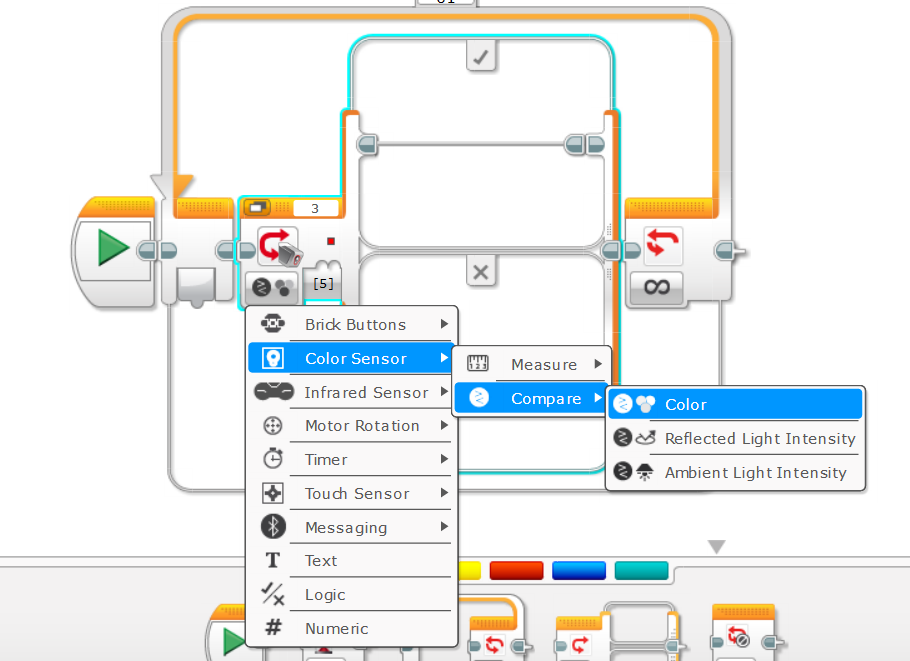 01
3
[5]
∞
Brick Buttons
Color Sensor
Measure
Infrared Sensor
Compare
Color
Motor Rotation
Reflected Light Intensity
Timer
Ambient Light Intensity
Touch Sensor
Messaging
T Text
Logic
# Numeric